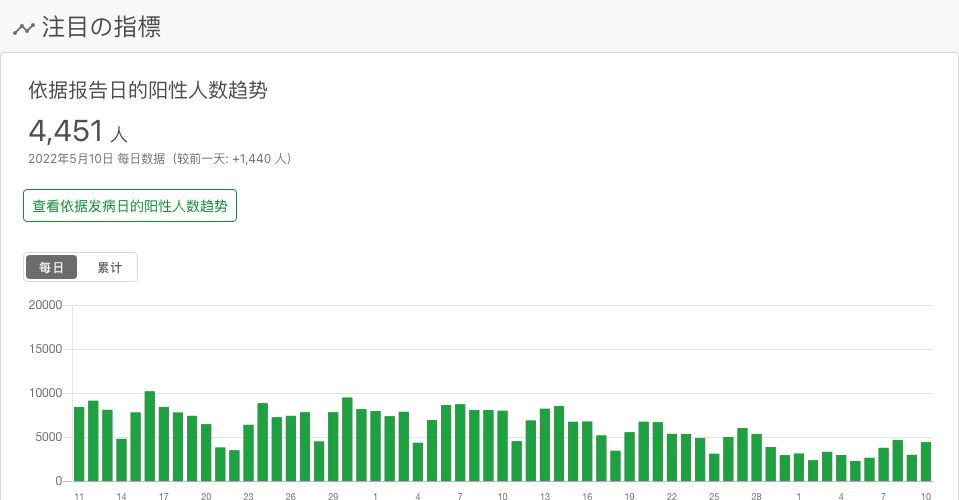 注目の指標
依据报告日的阳性人数趋势
4,451 人
2022年5月10日 每日数据（较前一天: +1,440 人）
查看依据发病日的阳性人数趋势
每日 累计
20000
15000
10000
5000
0
11 14 17 20 23 26 29 1 4 7 10 13 16 19 22 25 28 1 4 7 10